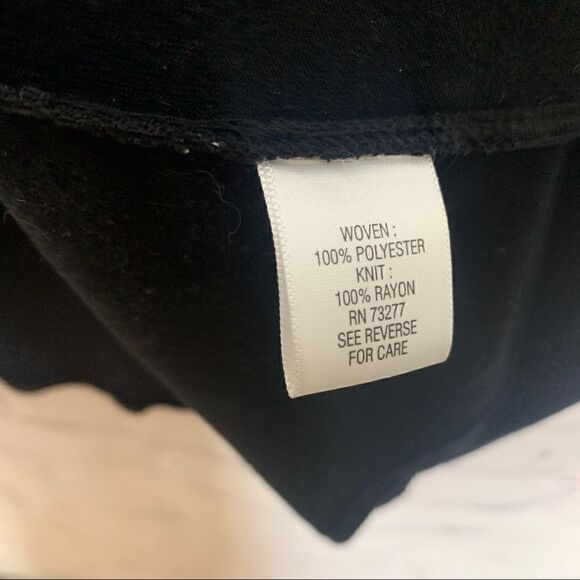 WOVEN :
100% POLYESTER
KNIT :
100% RAYON
RN 73277
SEE REVERSE
FOR CARE